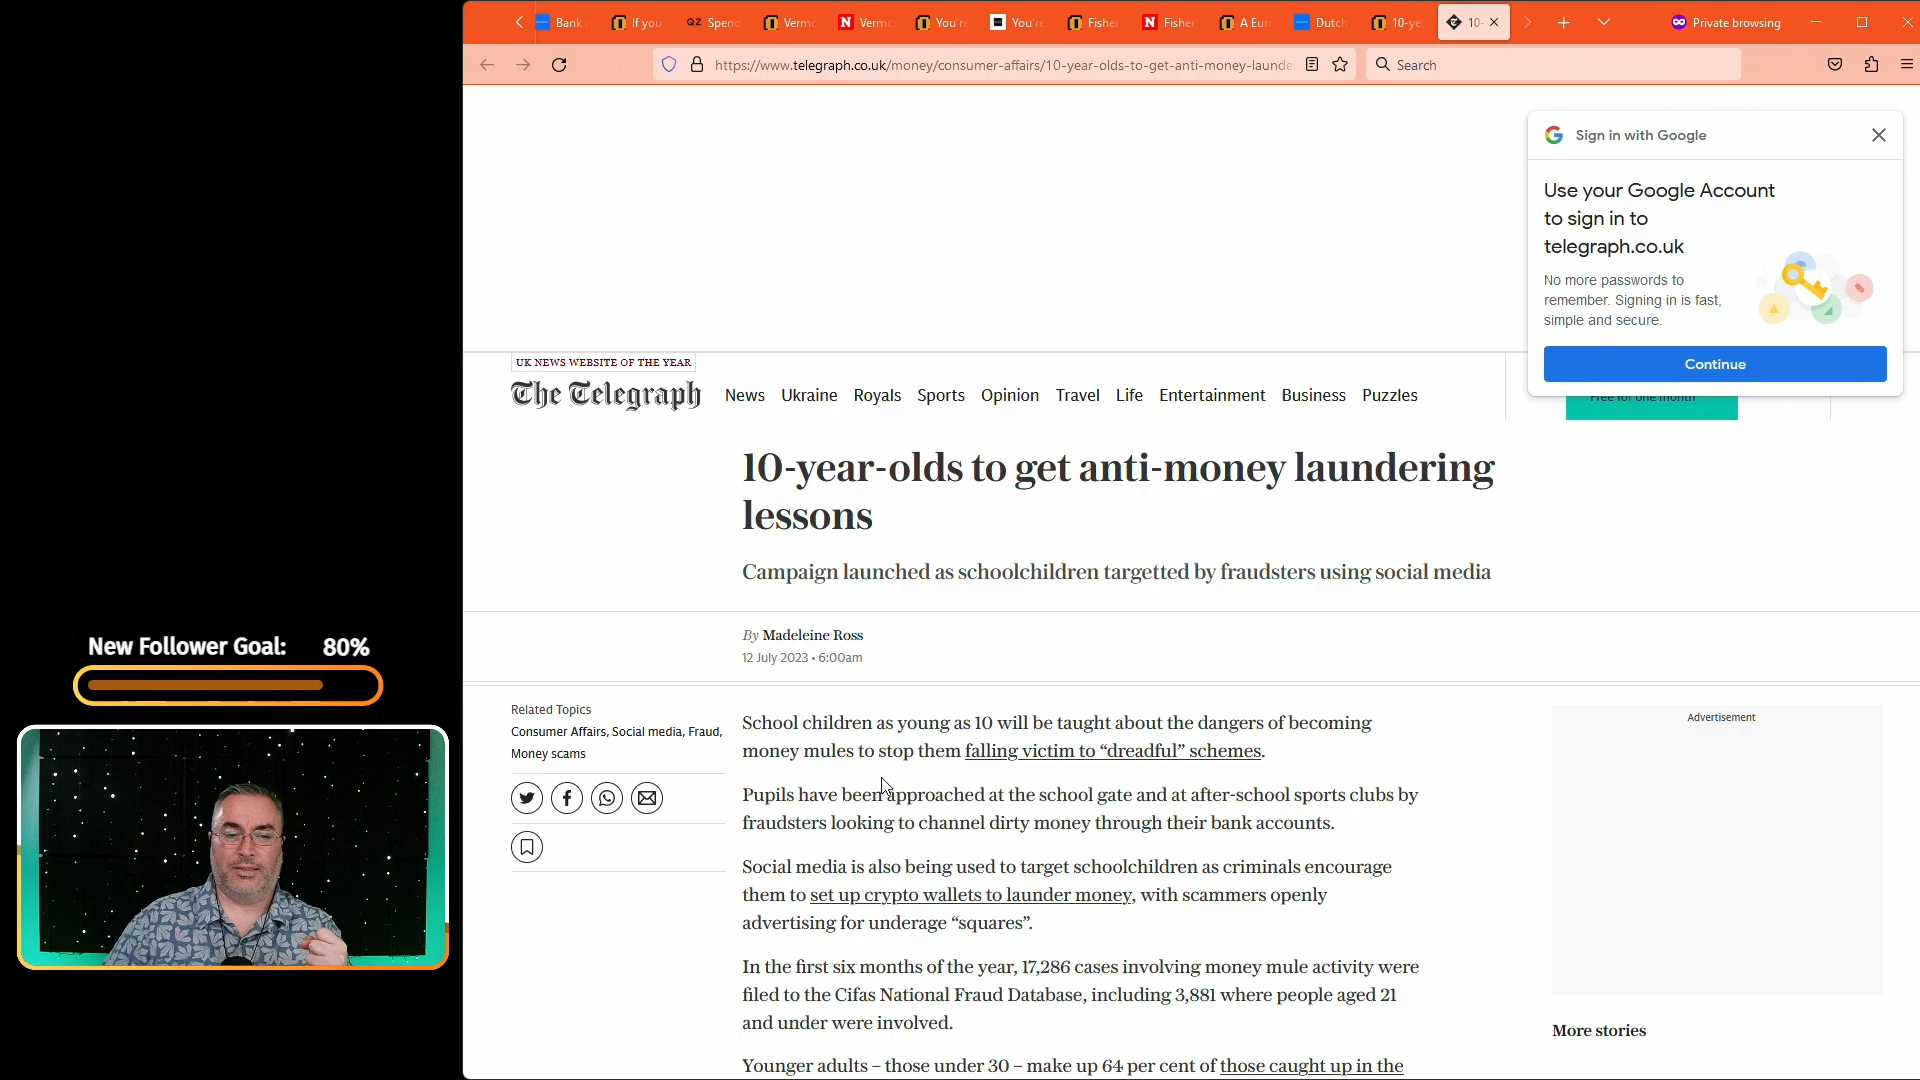 Bank
If you
QZ Spend
Vermo
N Vermo
You're
You're
Fisher
N Fisher
A Eur
Dutch
10-ye
10-
Private browsing
https://www.telegraph.co.uk/money/consumer-affairs/10-year-olds-to-get-anti-money-launde
Search
Sign in with Google
Use your Google Account
to sign in to
telegraph.co.uk
No more passwords to
remember. Signing in is fast,
simple and secure.
Continue
Free for one month
UK NEWS WEBSITE OF THE YEAR
The Telegraph
News Ukraine Royals Sports Opinion Travel Life Entertainment Business Puzzles
10-year-olds to get anti-money laundering
lessons
Campaign launched as schoolchildren targetted by fraudsters using social media
By Madeleine Ross
12 July 2023 • 6:00am
New Follower Goal: 80%
Related Topics
Consumer Affairs, Social media, Fraud,
Money scams
School children as young as 10 will be taught about the dangers of becoming
money mules to stop them falling victim to “dreadful” schemes.
Pupils have been approached at the school gate and at after-school sports clubs by
fraudsters looking to channel dirty money through their bank accounts.
Social media is also being used to target schoolchildren as criminals encourage
them to set up crypto wallets to launder money, with scammers openly
advertising for underage “squares”.
In the first six months of the year, 17,286 cases involving money mule activity were
filed to the Cifas National Fraud Database, including 3,881 where people aged 21
and under were involved.
Younger adults – those under 30 – make up 64 per cent of those caught up in the
Advertisement
More stories